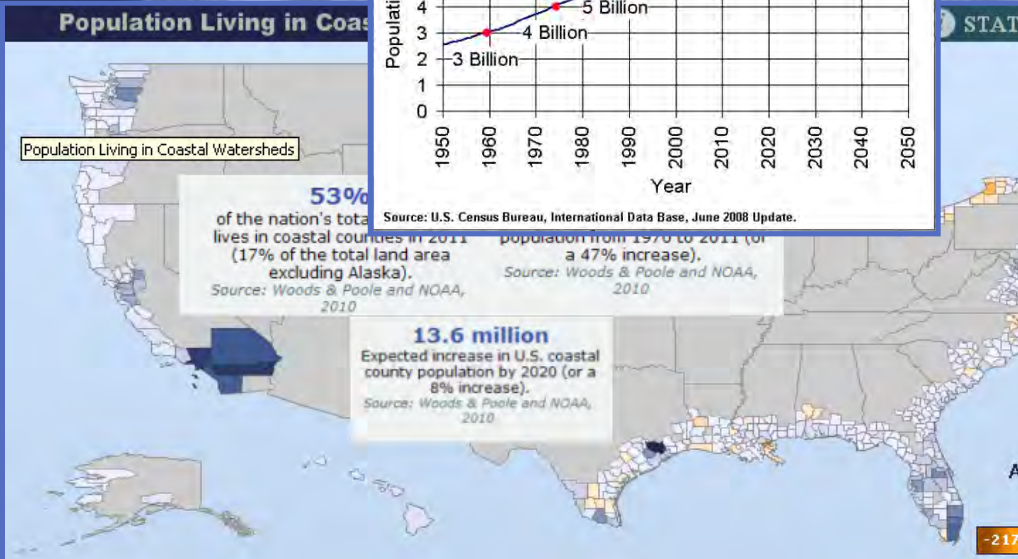 Population Living in Coas
STAT
Populati
4
3
2
1
0
5 Billion
4 Billion
3 Billion
1950
1960
1970
1980
1990
2000
2010
2020
2030
2040
2050
Year
Source: U.S. Census Bureau, International Data Base, June 2008 Update.
Population Living in Coastal Watersheds
53%
of the nation's tota
lives in coastal counties in 2011
(17% of the total land area
excluding Alaska).
Source: Woods & Poole and NOAA,
2010
population from 1970 to 2011 (or
a 47% increase).
Source: Woods & Poole and NOAA,
2010
13.6 million
Expected increase in U.S. coastal
county population by 2020 (or a
8% increase).
Source: Woods & Poole and NOAA,
2010
A
-217